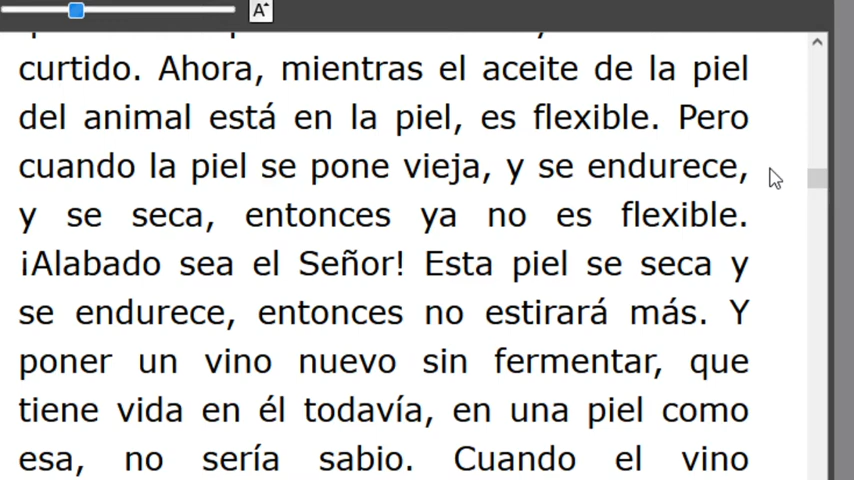 A
curtido. Ahora, mientras el aceite de la piel
del animal está en la piel, es flexible. Pero
cuando la piel se pone vieja, y se endurece,
y se seca, entonces ya no es flexible.
¡Alabado sea el Señor! Esta piel se seca y
se endurece, entonces no estirará más. Y
poner un vino nuevo sin fermentar, que
tiene vida en él todavía, en una piel como
esa, no sería sabio. Cuando el vino